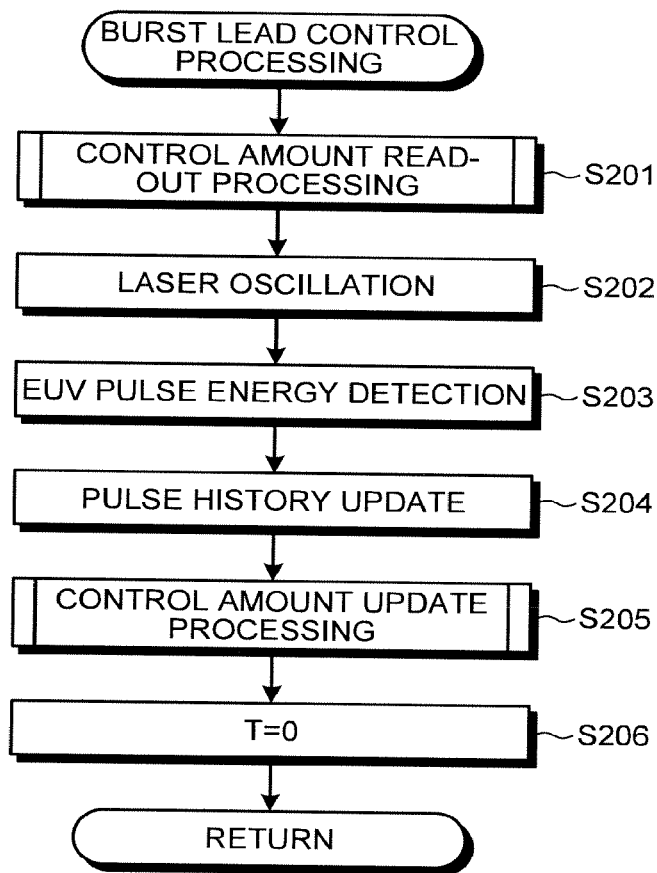 BURST LEAD CONTROL
PROCESSING
CONTROL AMOUNT READ-
OUT PROCESSING
S201
LASER OSCILLATION
S202
EUV PULSE ENERGY DETECTION
S203
PULSE HISTORY UPDATE
S204
CONTROL AMOUNT UPDATE
PROCESSING
S205
T=0
S206
RETURN